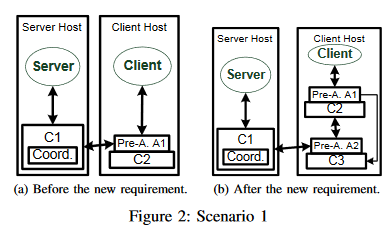 Server Host
Client Host
Server
Client
C1
Coord.
Pre-A. A1
C2
(a) Before the new requirement.
Server Host
Client Host
Client
Server
Pre-A. A1
C2
C1
Coord.
Pre-A. A2
C3
(b) After the new requirement.
Figure 2: Scenario 1